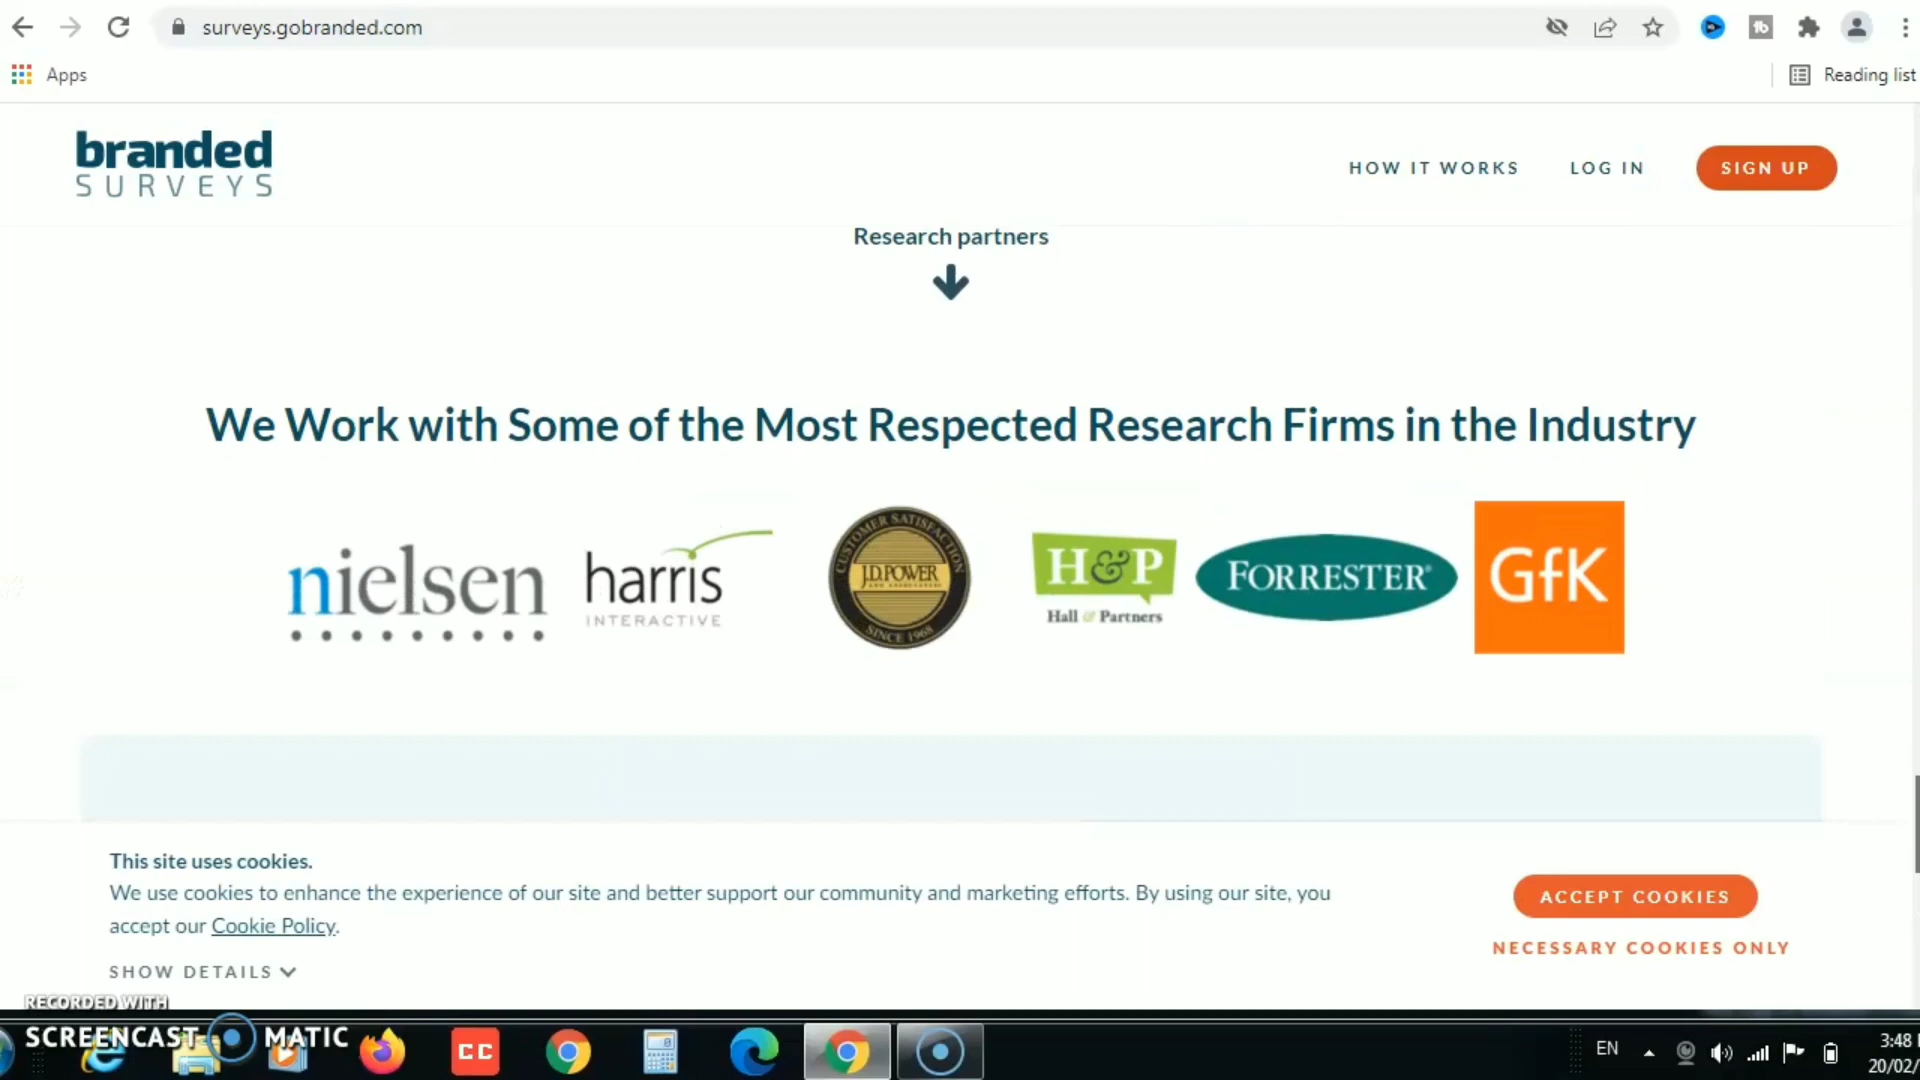 surveys.gobranded.com
Apps
Reading list
branded
SURVEYS
HOW IT WORKS
LOG IN
SIGN UP
Research partners
We Work with Some of the Most Respected Research Firms in the Industry
nielsen
harris
INTERACTIVE
CUSTOMER SATISFACTION
J.D.POWER
AND ASSOCIATES
SINCE 1968
H&P
Hall & Partners
FORRESTER®
GfK
This site uses cookies.
We use cookies to enhance the experience of our site and better support our community and marketing efforts. By using our site, you
accept our Cookie Policy.
SHOW DETAILS
ACCEPT COOKIES
NECESSARY COOKIES ONLY
RECORDED WITH
SCREENCAST MATIC
CC
EN
3:48
20/02/